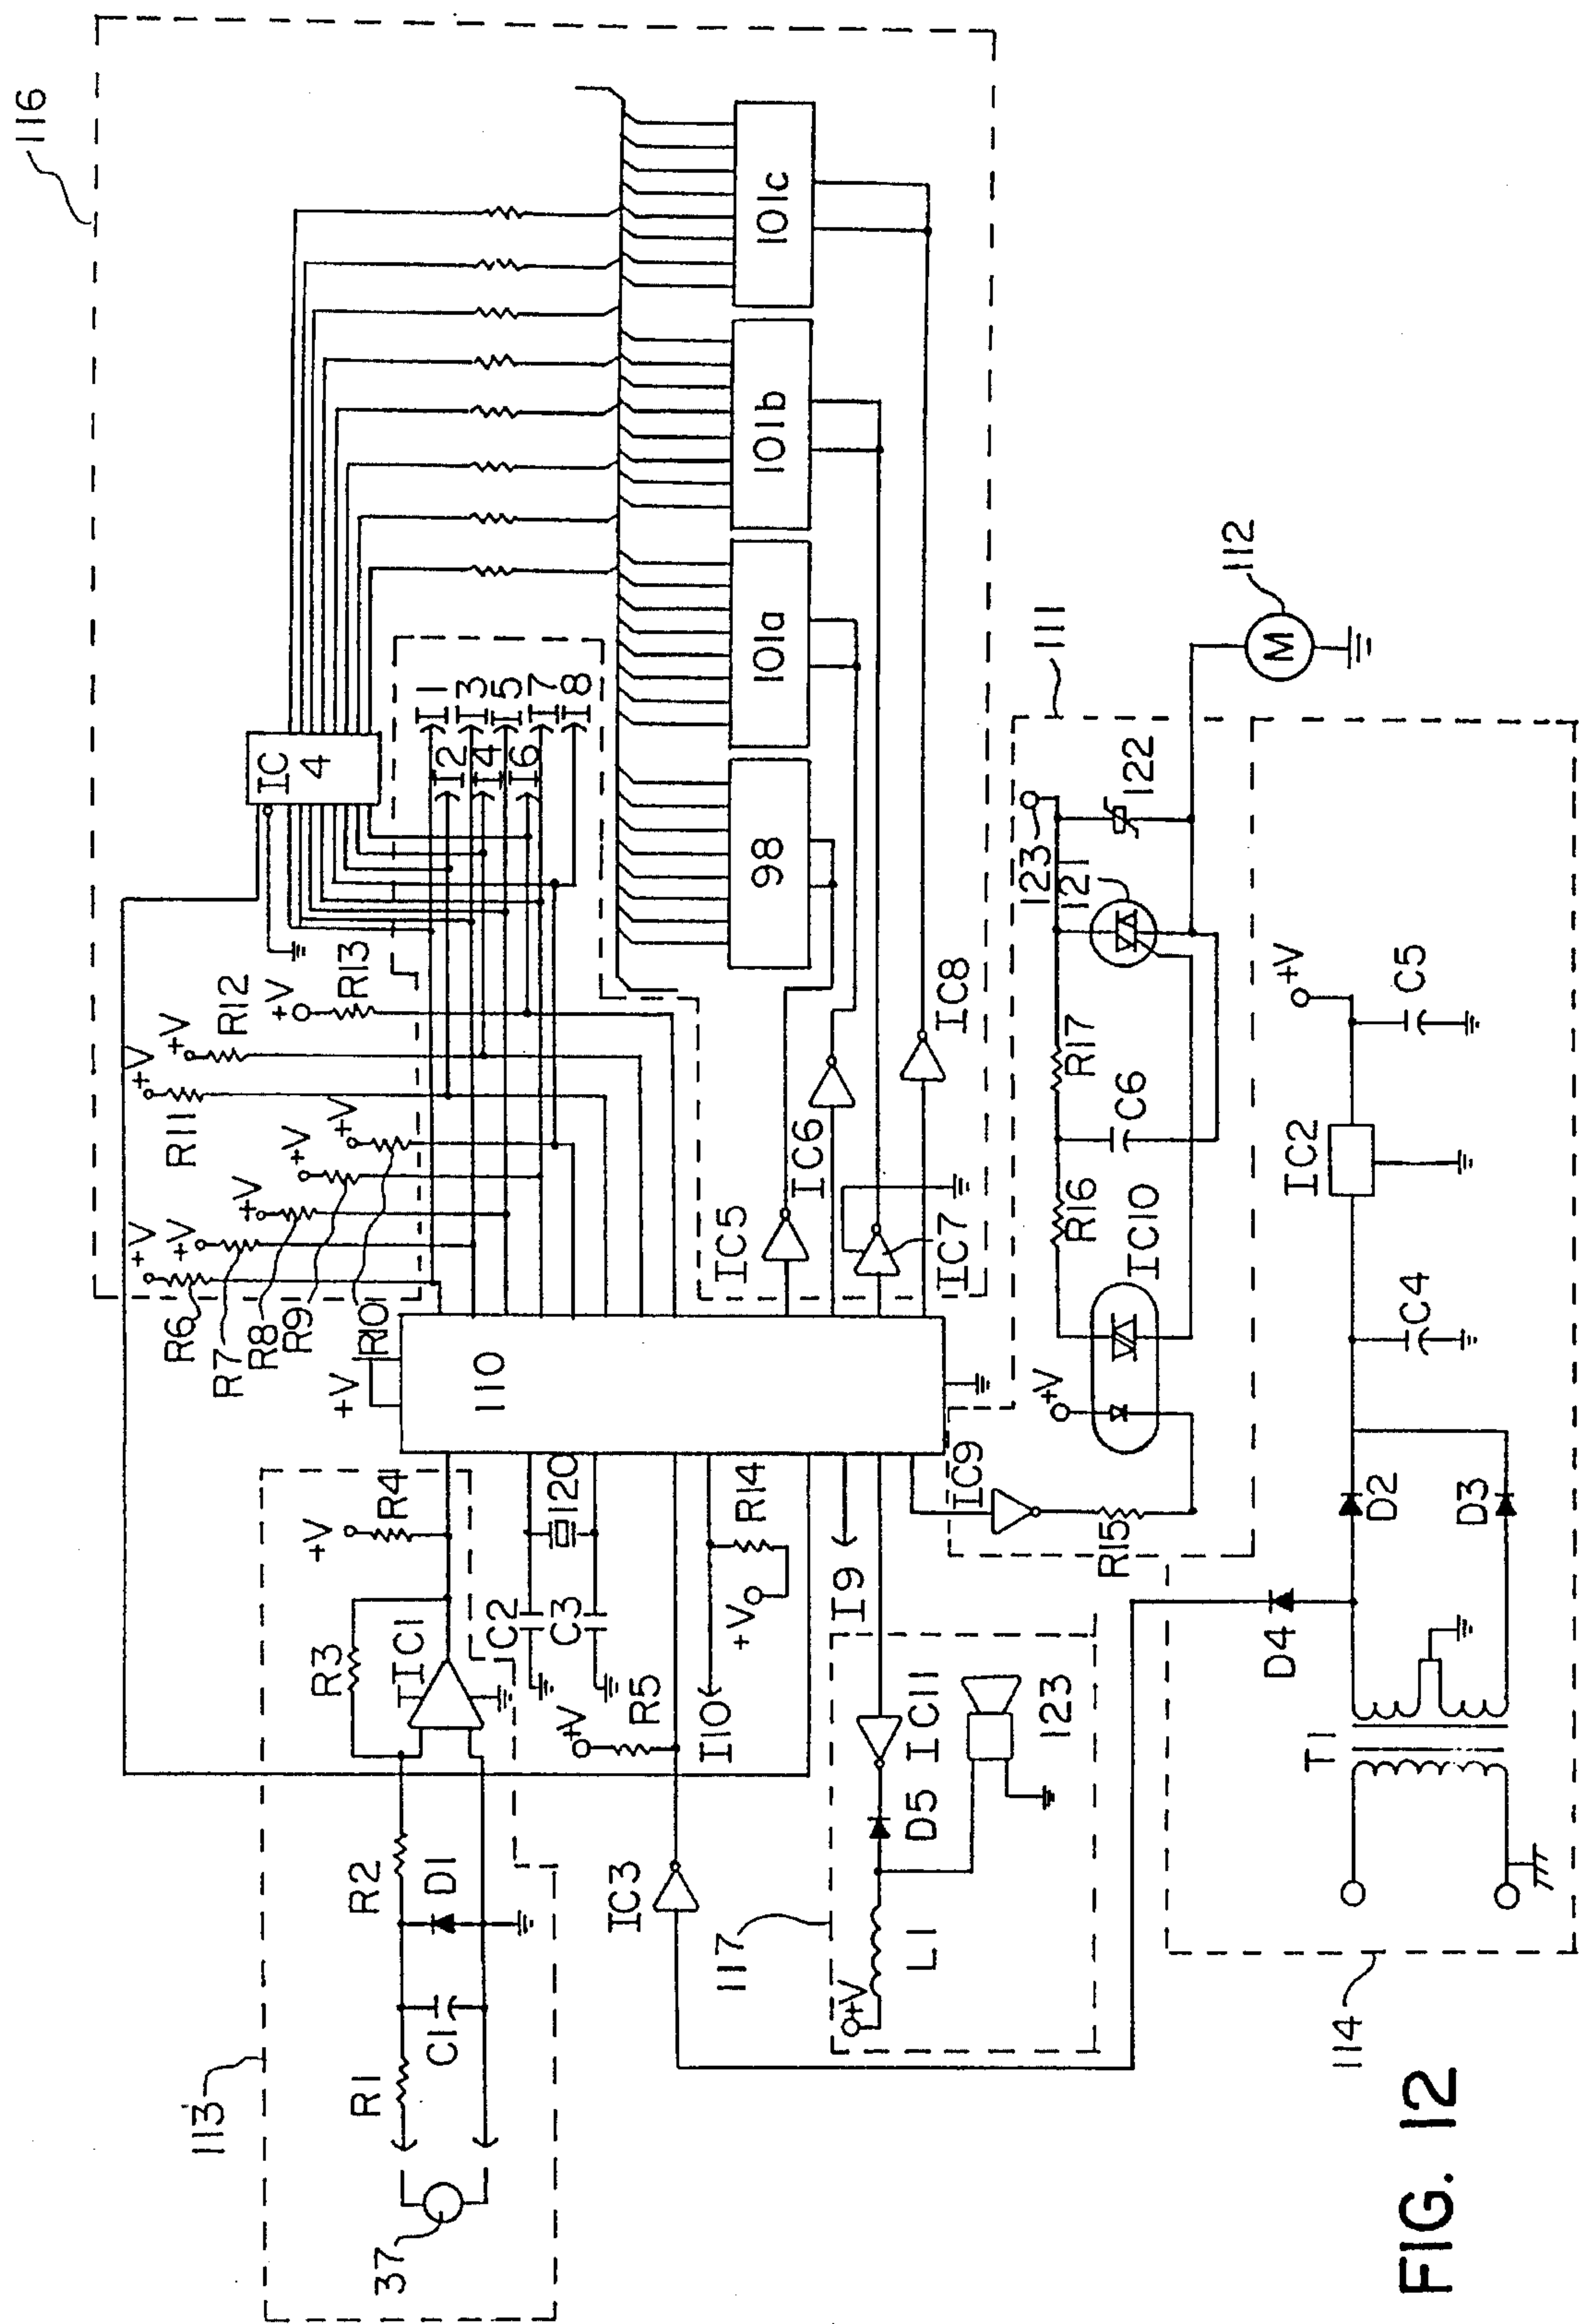 116
IC
4
101c
101b
101a
98
I1
I2
I3
I4
I5
I6
I7
I8
+V
R13
+V
R12
+V
R11
+V
R10
+V
R9
+V
R8
+V
R7
+V
R6
IC5
IC6
IC7
IC8
+V
110
113
37
R1
C1
R2
D1
R3
IC1
+V
R4
C2
C3
120
+V
R5
IC3
I10
+V
R14
I9
117
+V
L1
D5
IC11
123
IC9
R15
111
+V
IC10
R16
C6
R17
121
123
122
M
112
114
T1
D4
D2
D3
C4
IC2
+V
C5
FIG. 12